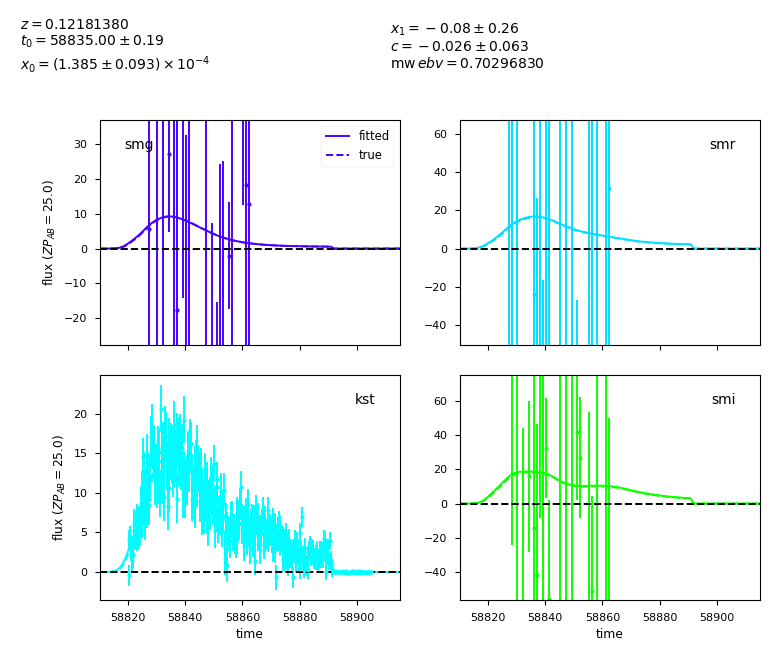 z = 0.12181380
t₀ = 58835.00 ± 0.19
x₀ = (1.385 ± 0.093) × 10⁻⁴
x₁ = −0.08 ± 0.26
c = −0.026 ± 0.063
mw ebv = 0.70296830
smg
fitted
true
30
20
10
0
−10
−20
flux (ZP_AB = 25.0)
smr
60
40
20
0
−20
−40
kst
20
15
10
5
0
flux (ZP_AB = 25.0)
58820 58840 58860 58880 58900
time
smi
60
40
20
0
−20
−40
58820 58840 58860 58880 58900
time